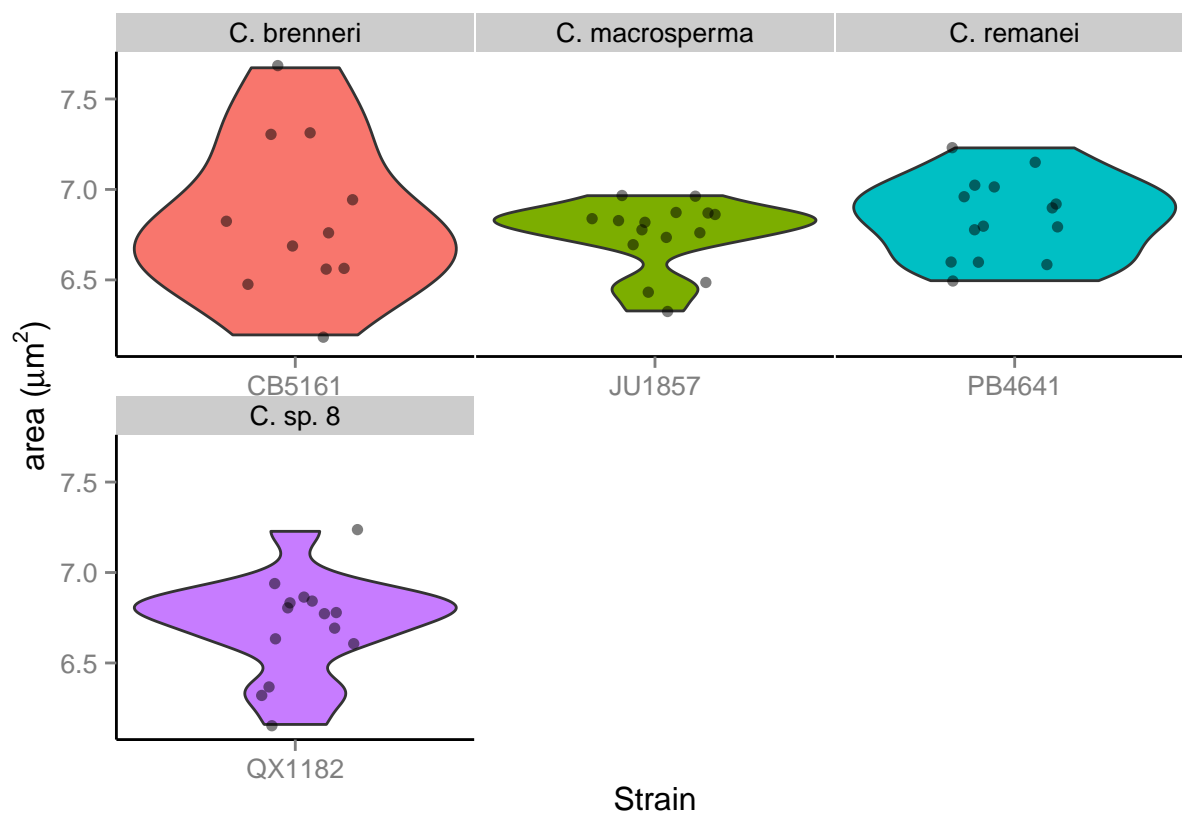 C. brenneri
C. macrosperma
C. remanei
7.5
7.0
6.5
CB5161
JU1857
PB4641
C. sp. 8
area (μm²)
7.5
7.0
6.5
QX1182
Strain